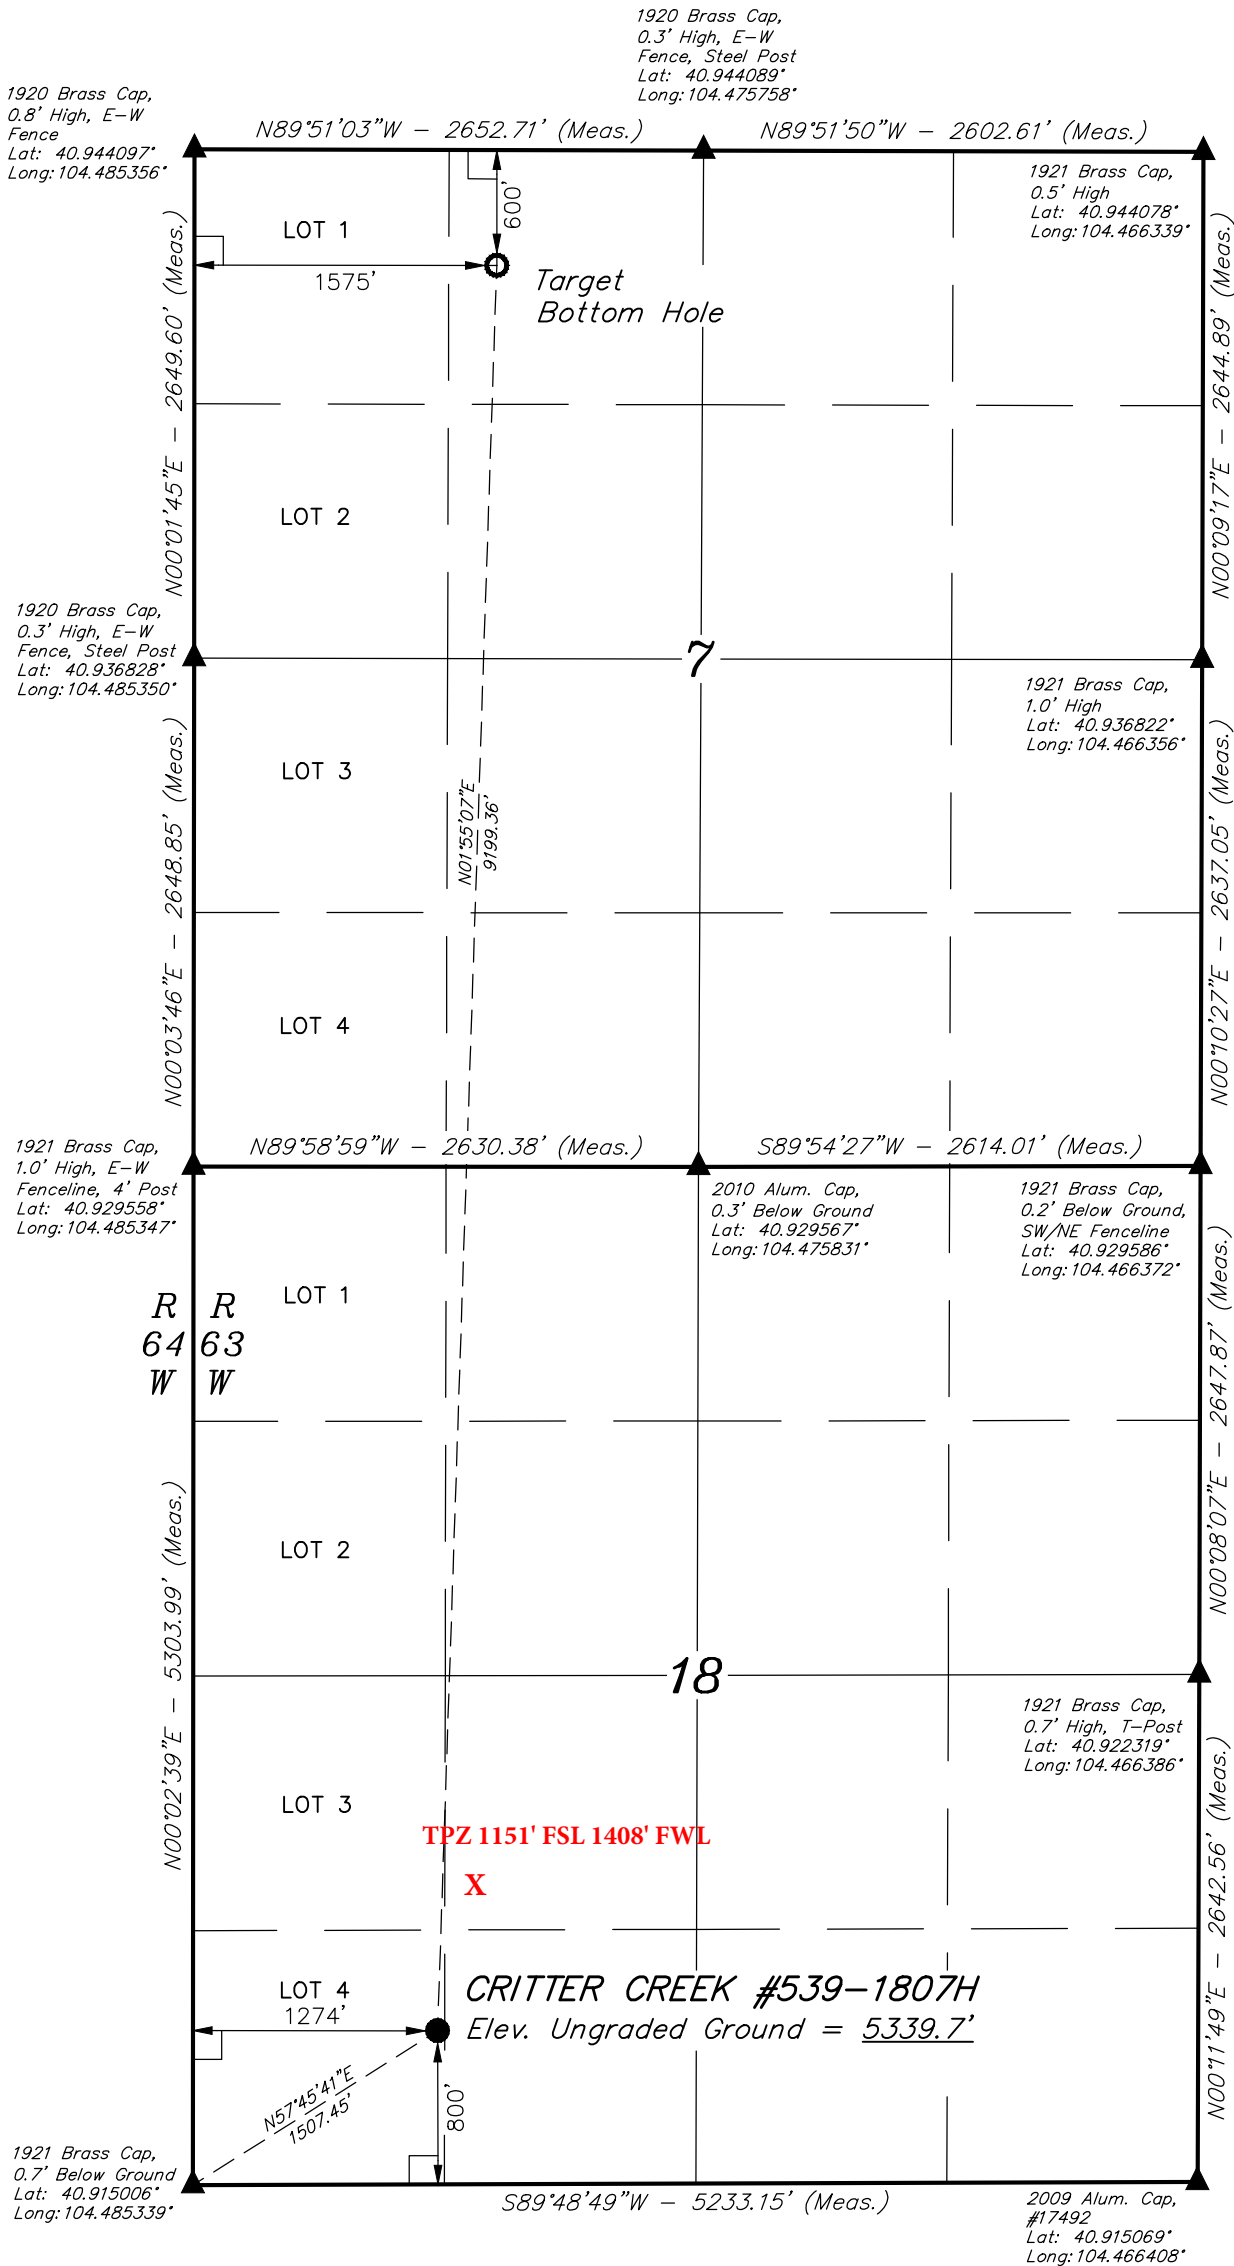 1920 Brass Cap,
0.3' High, E-W
Fence, Steel Post
Lat: 40.944089°
Long: 104.475758°
1920 Brass Cap,
0.8' High, E-W
Fence
Lat: 40.944097°
Long: 104.485356°
N89°51'03"W - 2652.71' (Meas.)
N89°51'50"W - 2602.61' (Meas.)
1921 Brass Cap,
0.5' High
Lat: 40.944078°
Long: 104.466339°
LOT 1
600'
1575'
Target
Bottom Hole
N00°01'45"E - 2649.60' (Meas.)
N00°09'17"E - 2644.89' (Meas.)
LOT 2
1920 Brass Cap,
0.3' High, E-W
Fence, Steel Post
Lat: 40.936828°
Long: 104.485350°
7
1921 Brass Cap,
1.0' High
Lat: 40.936822°
Long: 104.466356°
LOT 3
N01°55'07"E
9199.36'
N00°03'46"E - 2648.85' (Meas.)
N00°10'27"E - 2637.05' (Meas.)
LOT 4
N89°58'59"W - 2630.38' (Meas.)
S89°54'27"W - 2614.01' (Meas.)
1921 Brass Cap,
1.0' High, E-W
Fenceline, 4' Post
Lat: 40.929558°
Long: 104.485347°
2010 Alum. Cap,
0.3' Below Ground
Lat: 40.929567°
Long: 104.475831°
1921 Brass Cap,
0.2' Below Ground,
SW/NE Fenceline
Lat: 40.929586°
Long: 104.466372°
LOT 1
R R
64 63
W W
N00°08'07"E - 2647.87' (Meas.)
LOT 2
N00°02'39"E - 5303.99' (Meas.)
18
1921 Brass Cap,
0.7' High, T-Post
Lat: 40.922319°
Long: 104.466386°
LOT 3
TPZ 1151' FSL 1408' FWL
X
N00°11'49"E - 2642.56' (Meas.)
LOT 4
1274'
CRITTER CREEK #539-1807H
Elev. Ungraded Ground = 5339.7'
N57°45'41"E
1507.45'
800'
1921 Brass Cap,
0.7' Below Ground
Lat: 40.915006°
Long: 104.485339°
S89°48'49"W - 5233.15' (Meas.)
2009 Alum. Cap,
#17492
Lat: 40.915069°
Long: 104.466408°